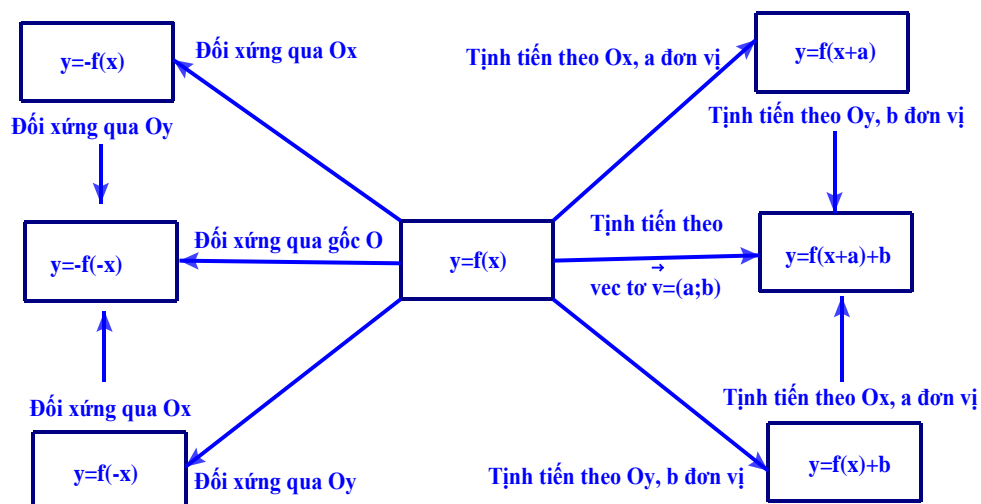 y=-f(x)
Đối xứng qua Ox
Tịnh tiến theo Ox, a đơn vị
y=f(x+a)
Đối xứng qua Oy
Tịnh tiến theo Oy, b đơn vị
y=-f(-x)
Đối xứng qua gốc O
y=f(x)
Tịnh tiến theo
vec tơ v⃗=(a;b)
y=f(x+a)+b
Đối xứng qua Ox
Tịnh tiến theo Ox, a đơn vị
y=f(-x)
Đối xứng qua Oy
Tịnh tiến theo Oy, b đơn vị
y=f(x)+b